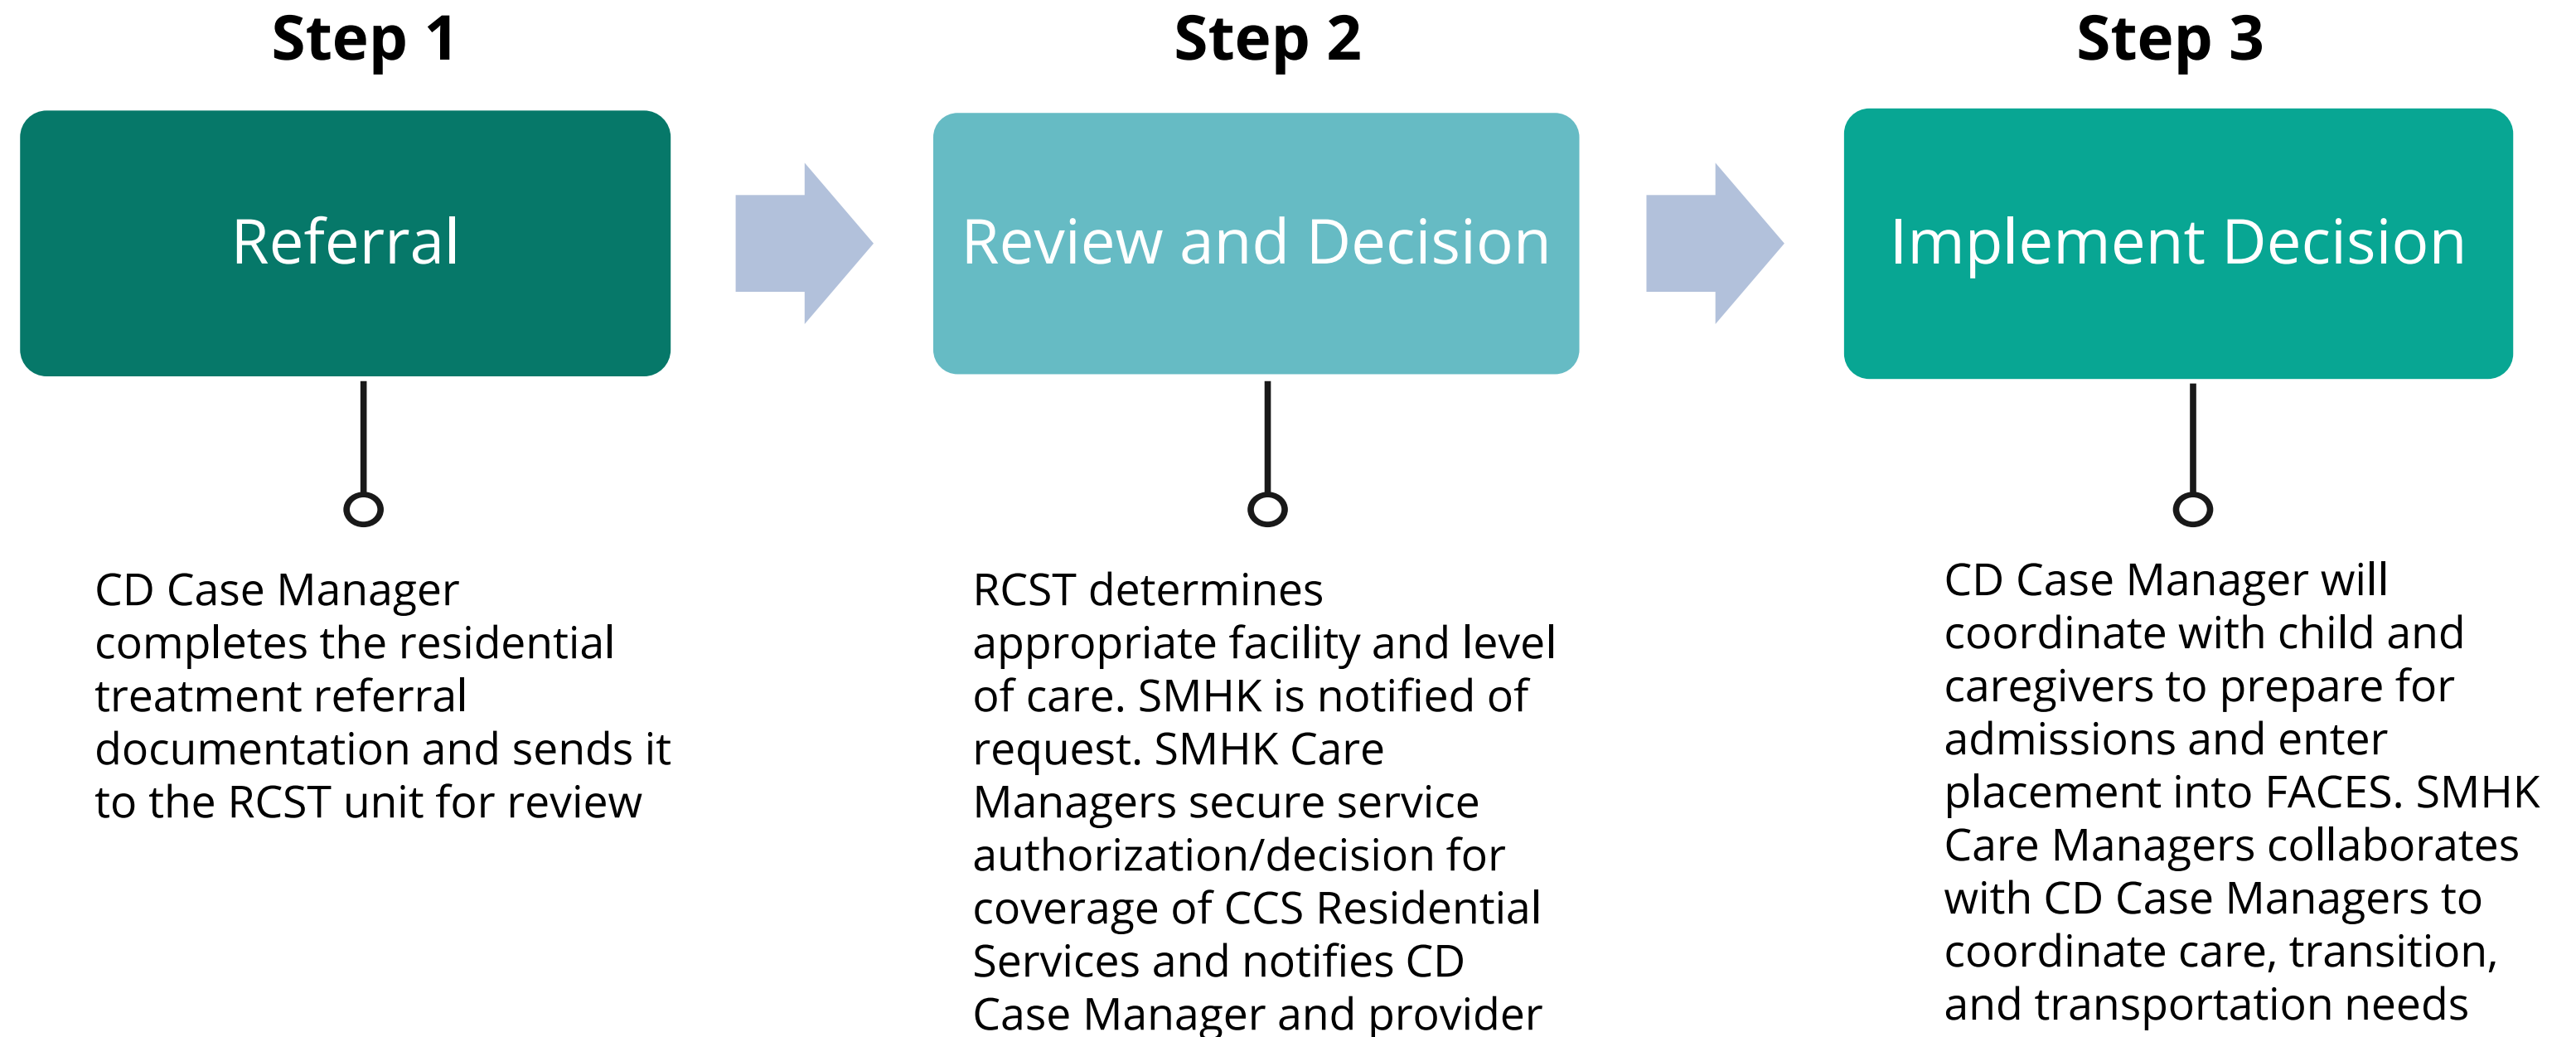 Step 1
Step 2
Step 3
Referral
Review and Decision
Implement Decision
CD Case Manager
completes the residential
treatment referral
documentation and sends it
to the RCST unit for review
RCST determines
appropriate facility and level
of care. SMHK is notified of
request. SMHK Care
Managers secure service
authorization/decision for
coverage of CCS Residential
Services and notifies CD
Case Manager and provider
CD Case Manager will
coordinate with child and
caregivers to prepare for
admissions and enter
placement into FACES. SMHK
Care Managers collaborates
with CD Case Managers to
coordinate care, transition,
and transportation needs